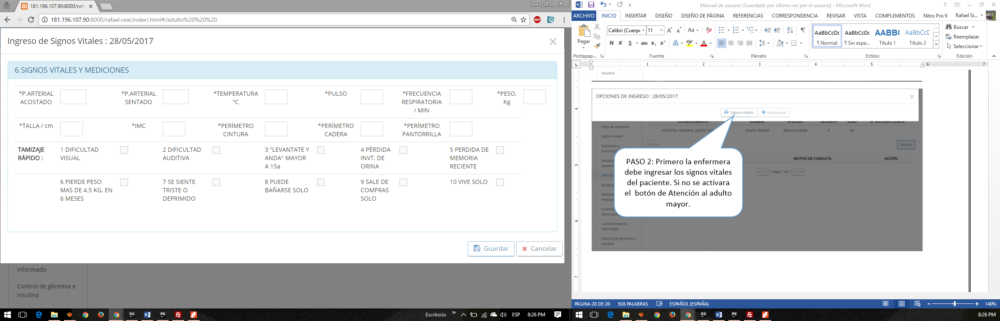 181.196.107.90:8000/rafa
181.196.107.90:8000/rafael.real/index!.html#/adulto%20%20%20
ABP
Ingreso de Signos Vitales : 28/05/2017
6 SIGNOS VITALES Y MEDICIONES
*P.ARTERIAL ACOSTADO
*P.ARTERIAL SENTADO
*TEMPERATURA °C
*PULSO
*FRECUENCIA RESPIRATORIA / MIN
*PESO. Kg
*TALLA / cm
*IMC
*PERÍMETRO CINTURA
*PERÍMETRO CADERA
*PERÍMETRO PANTORRILLA
TAMIZAJE RÁPIDO :
1 DIFICULTAD VISUAL
2 DIFICULTAD AUDITIVA
3 "LEVANTATE Y ANDA" MAYOR A 15a
4 PÉRDIDA INVT. DE ORINA
5 PERDIDA DE MEMORIA RECIENTE
6 PIERDE PESO MAS DE 4.5 KG. EN 6 MESES
7 SE SIENTE TRISTE O DEPRIMIDO
8 PUEDE BAÑARSE SOLO
9 SALE DE COMPRAS SOLO
10 VIVE SOLO
Guardar
Cancelar
informado
Control de glicemia e
insulina
Escritorio
ESP
8:26 PM
Manual de usuario (Guardado por última vez por el usuario) - Microsoft Word
ARCHIVO INICIO INSERTAR DISEÑO DISEÑO DE PÁGINA REFERENCIAS CORRESPONDENCIA REVISAR VISTA COMPLEMENTOS Nitro Pro 9 Rafael Si...
Pegar
Calibri (Cuerpo 11
N K S abc x₂ x²
AaBbCcDc AaBbCcDc AABBC AaBbCcD
¶ Normal ¶ Sin espa... Título 1 Título 2
Buscar
Reemplazar
Seleccionar
Portapap... Fuente Párrafo Estilos Edición
1 2 3 4 5 6 7
insulina
OPCIONES DE INGRESO : 28/05/2017
Signos vitales
Anamnesis
ESTABLECIMIENTO NOMBRE APELLIDO SEXO(M-F) EDAD N° HISTORIA CLINICA
HOSPITAL GENERAL SANTO DO
SANTA TERESA ANGULO SEME F 53
Buscar
Nuevo
MOTIVO DE CONSULTA ACCIÓN
<< < | Page 1 de | > >>
Hoja de admisión
Signos vitales
Evolución y
prescrip
Historia
(anamn
Atenció
Escala g
Admini
medica
Control
eliminació
Consentimiento
informado
Control de glicemia e
insulina
PASO 2: Primero la enfermera
debe ingresar los signos vitales
del paciente. Si no se activara
el botón de Atención al adulto
mayor.
4
5
6
7
PÁGINA 20 DE 20 928 PALABRAS ESPAÑOL (ESPAÑA)
140%
8:26 PM